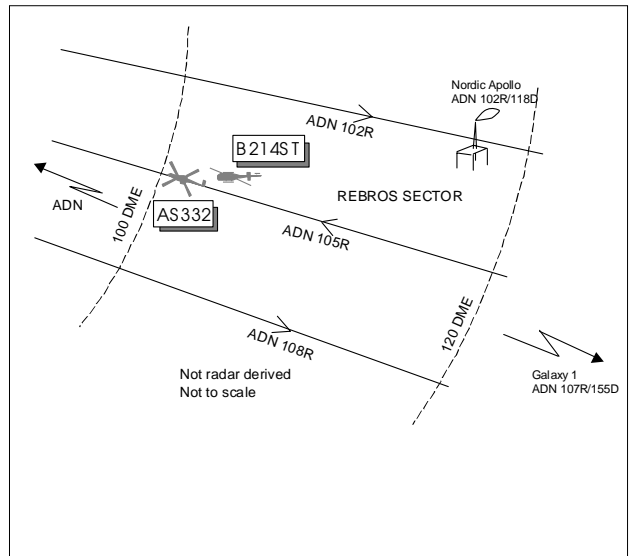 Nordic Apollo
ADN 102R/118D
ADN 102R
B214ST
REBROS SECTOR
ADN
AS332
100 DME
ADN 105R
120 DME
ADN 108R
Not radar derived
Not to scale
Galaxy 1
ADN 107R/155D